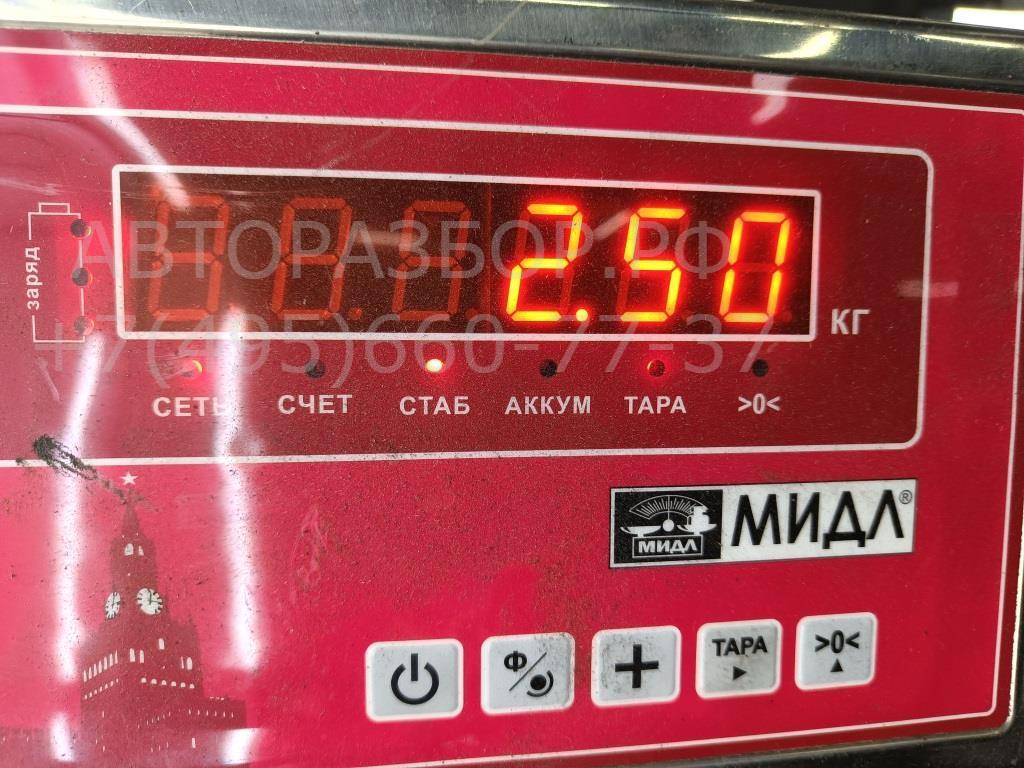 АВТОРАЗБОР.РФ
+7(495)660-77-37
заряд
2.50
КГ
СЕТЬ СЧЕТ СТАБ АККУМ ТАРА >0<
МИДЛ МИДЛ®
Ф ТАРА >0<